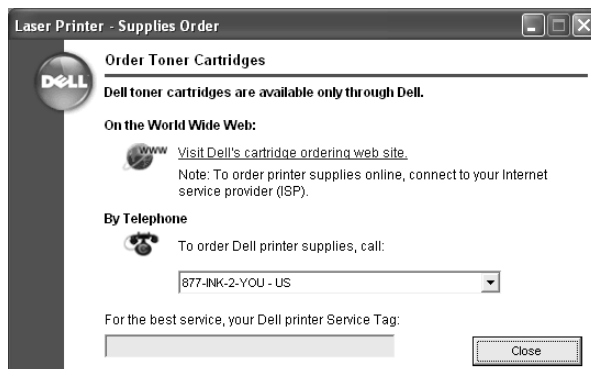 Laser Printer - Supplies Order
DELL
Order Toner Cartridges
Dell toner cartridges are available only through Dell.
On the World Wide Web:
www
Visit Dell's cartridge ordering web site.
Note: To order printer supplies online, connect to your Internet
service provider (ISP).
By Telephone
To order Dell printer supplies, call:
877-INK-2-YOU - US
For the best service, your Dell printer Service Tag:
Close